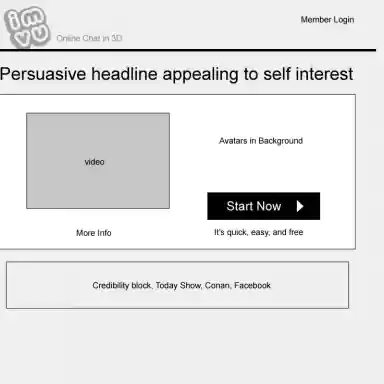 imvu
Member Login
Online Chat in 3D
Persuasive headline appealing to self interest
Avatars in Background
video
Start Now
More Info
It's quick, easy, and free
Credibility block, Today Show, Conan, Facebook